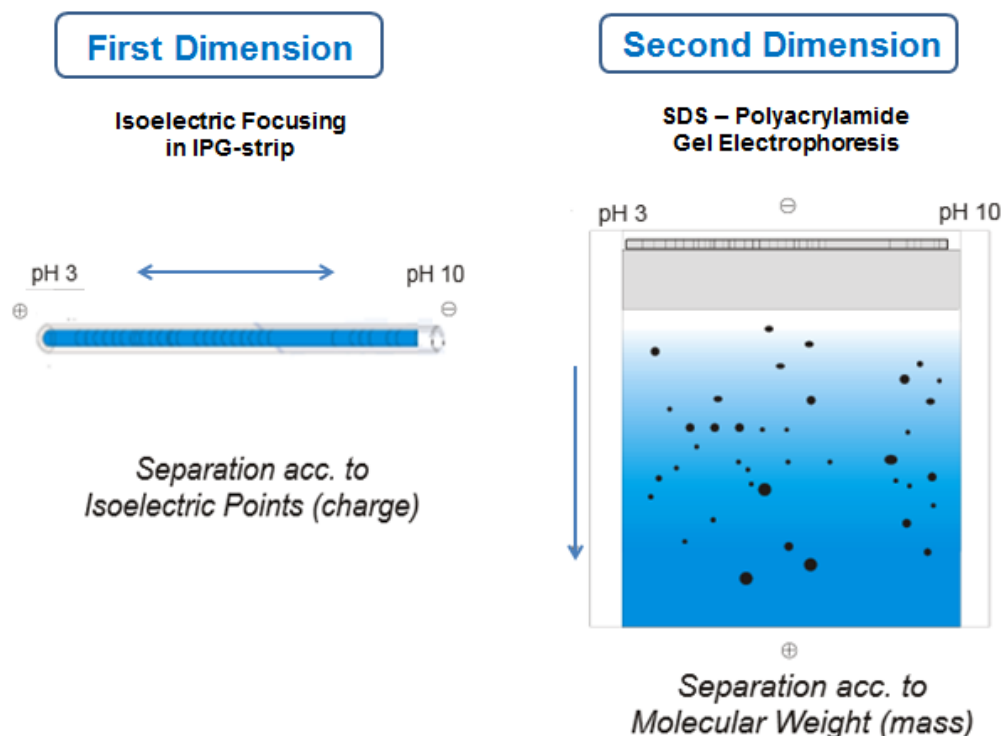 First Dimension
Second Dimension
Isoelectric Focusing
in IPG-strip
SDS – Polyacrylamide
Gel Electrophoresis
pH 3
pH 10
⊕
⊖
Separation acc. to
Isoelectric Points (charge)
pH 3
⊖
pH 10
⊕
Separation acc. to
Molecular Weight (mass)